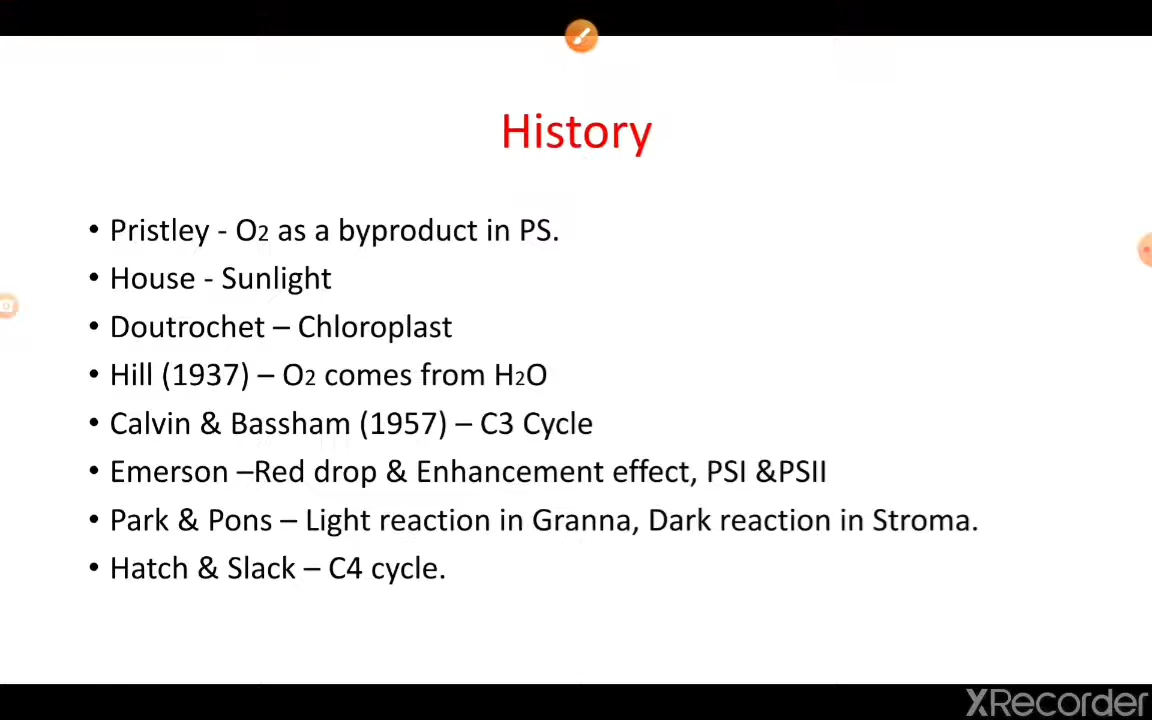 History
• Pristley - O2 as a byproduct in PS.
• House - Sunlight
• Doutrochet – Chloroplast
• Hill (1937) – O2 comes from H2O
• Calvin & Bassham (1957) – C3 Cycle
• Emerson –Red drop & Enhancement effect, PSI &PSII
• Park & Pons – Light reaction in Granna, Dark reaction in Stroma.
• Hatch & Slack – C4 cycle.
XRecorder